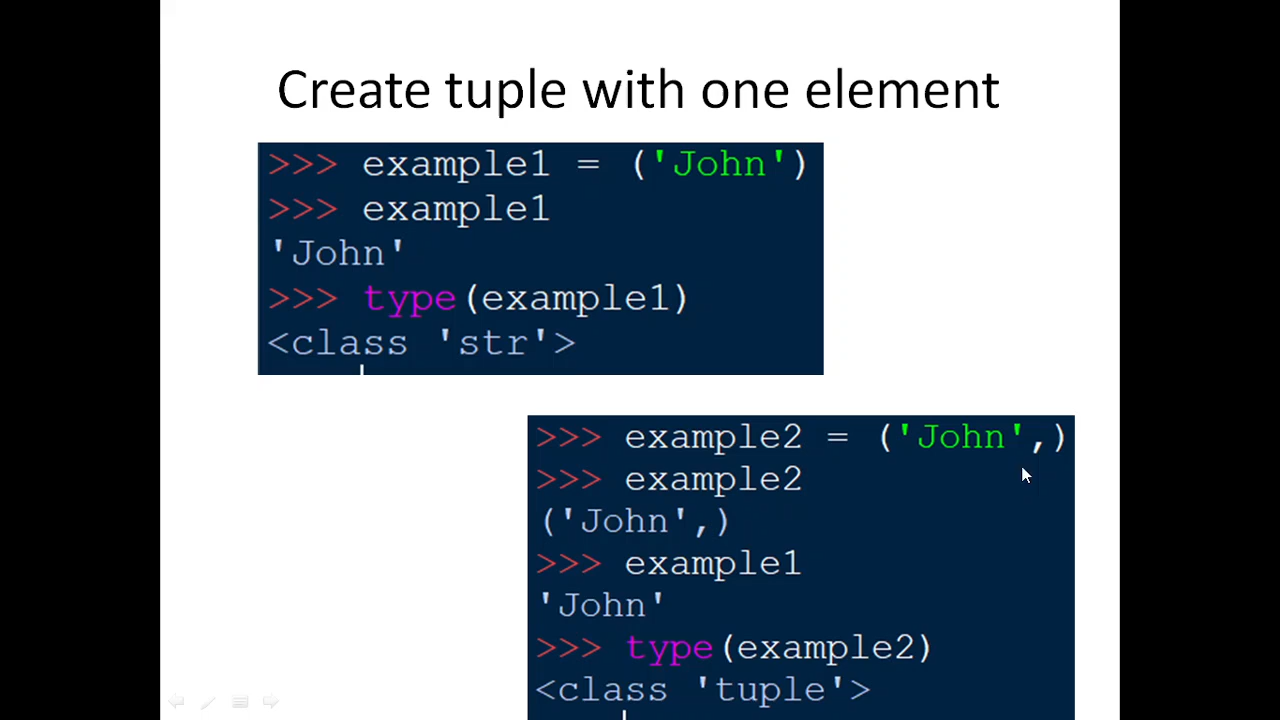 Create tuple with one element
>>> example1 = ('John')
>>> example1
'John'
>>> type(example1)
<class 'str'>
>>> example2 = ('John',)
>>> example2
('John',)
>>> example1
'John'
>>> type(example2)
<class 'tuple'>